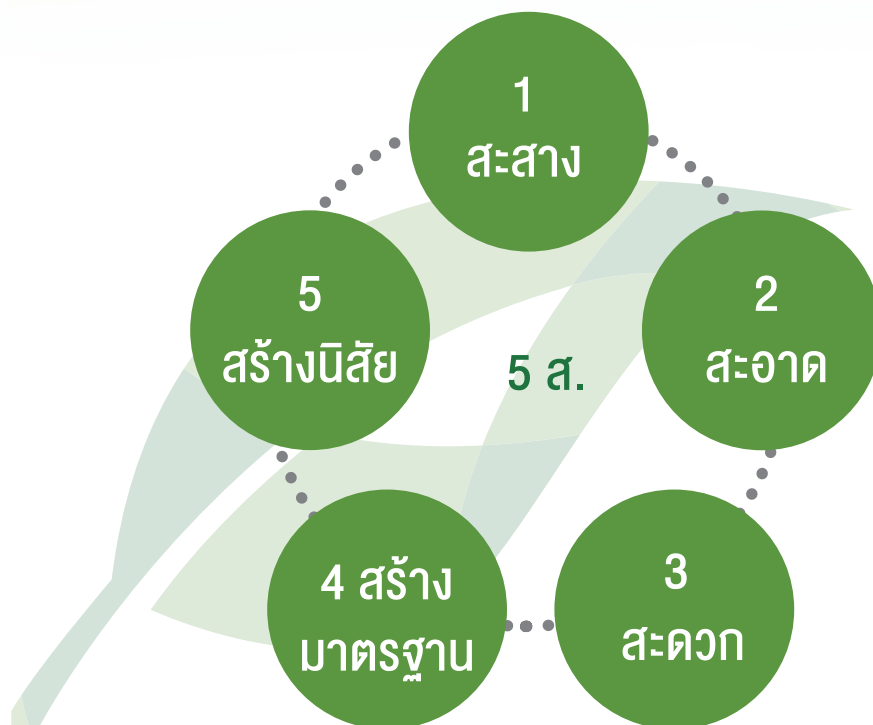 1
สะสาง
2
สะอาด
3
สะดวก
4 สร้าง
มาตรฐาน
5
สร้างนิสัย
5 ส.